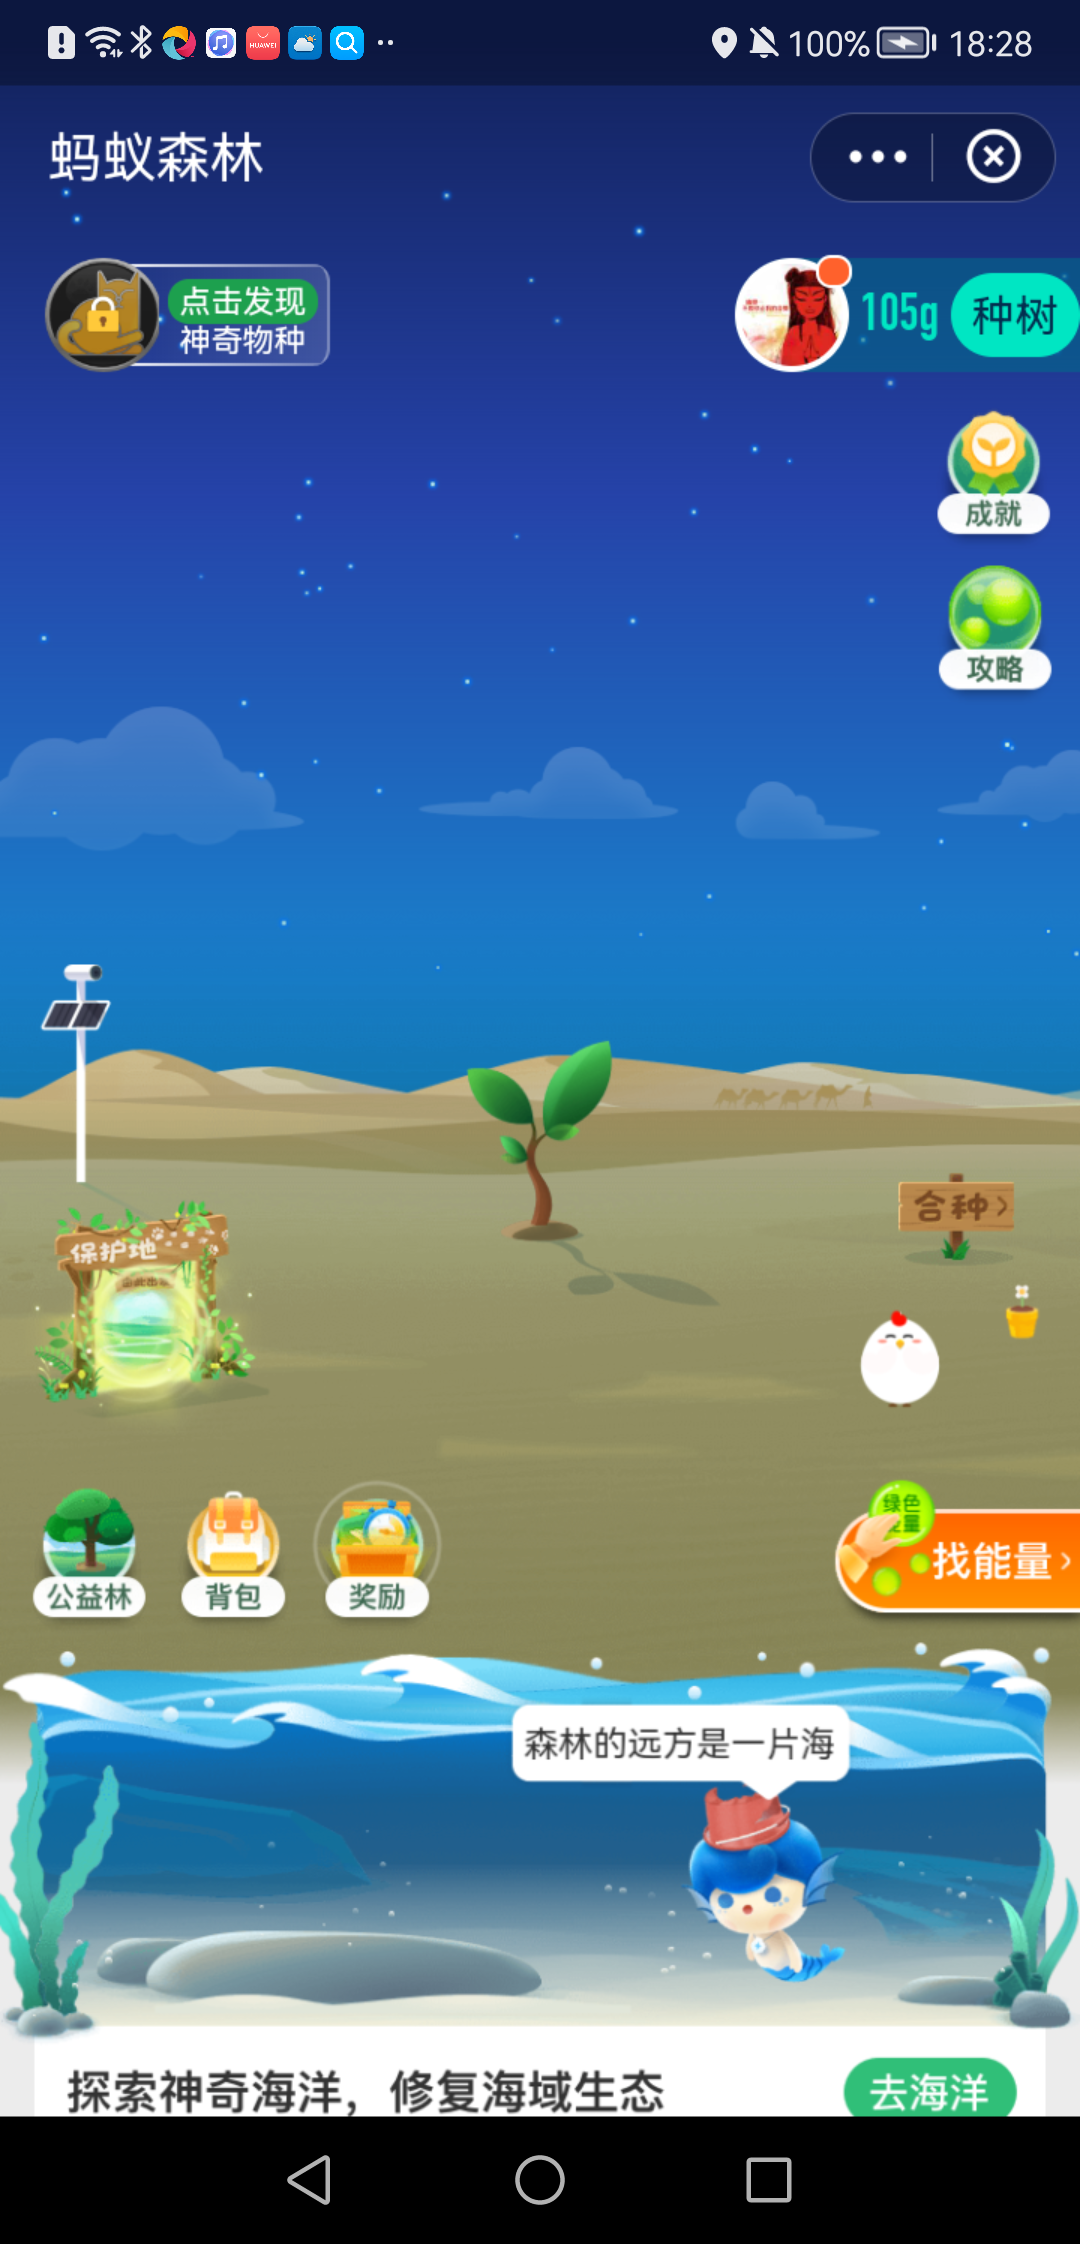 HUAWEI
100%
18:28
蚂蚁森林
点击发现
神奇物种
105g
种树
成就
攻略
合种
保护地
绿色
能量
找能量
公益林
背包
奖励
森林的远方是一片海
探索神奇海洋，修复海域生态
去海洋